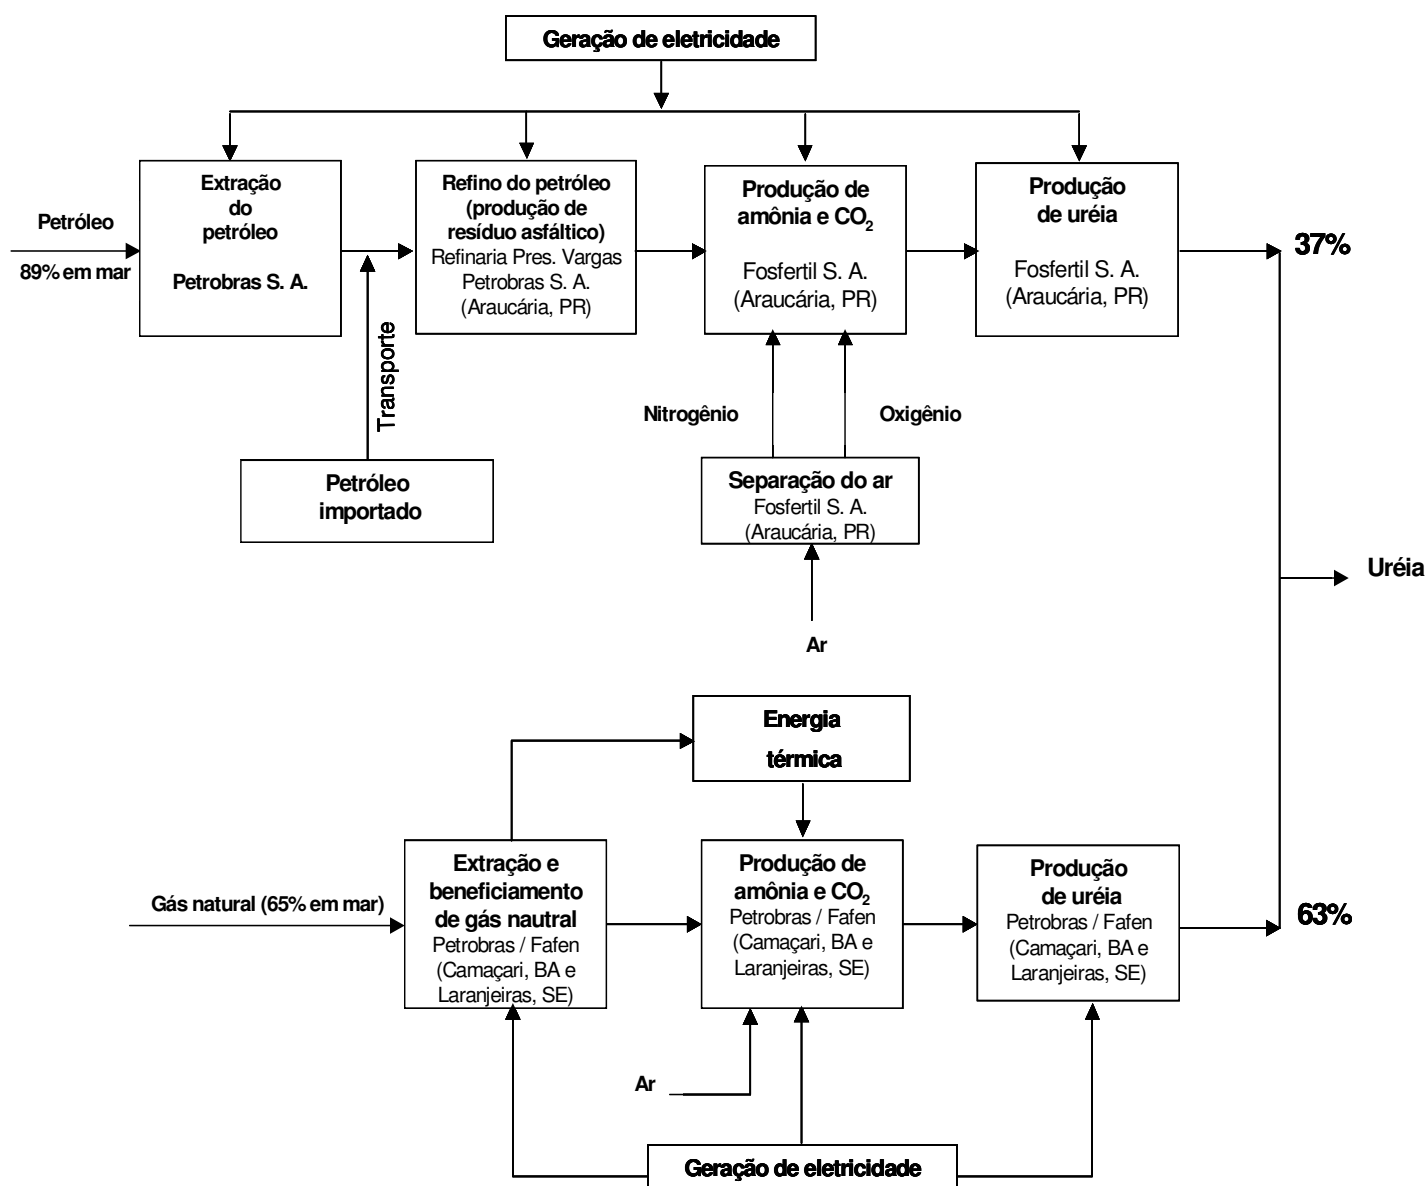 Geração de eletricidade
Petróleo
89% em mar
Extração
do
petróleo
Petrobras S. A.
Refino do petróleo
(produção de
resíduo asfáltico)
Refinaria Pres. Vargas
Petrobras S. A.
(Araucária, PR)
Produção de
amônia e CO2
Fosfertil S. A.
(Araucária, PR)
Produção
de uréia
Fosfertil S. A.
(Araucária, PR)
37%
Transporte
Petróleo
importado
Nitrogênio
Oxigênio
Separação do ar
Fosfertil S. A.
(Araucária, PR)
Ar
Uréia
Energia
térmica
Gás natural (65% em mar)
Extração e
beneficiamento
de gás nautral
Petrobras / Fafen
(Camaçari, BA e
Laranjeiras, SE)
Produção de
amônia e CO2
Petrobras / Fafen
(Camaçari, BA e
Laranjeiras, SE)
Produção
de uréia
Petrobras / Fafen
(Camaçari, BA e
Laranjeiras, SE)
63%
Ar
Geração de eletricidade